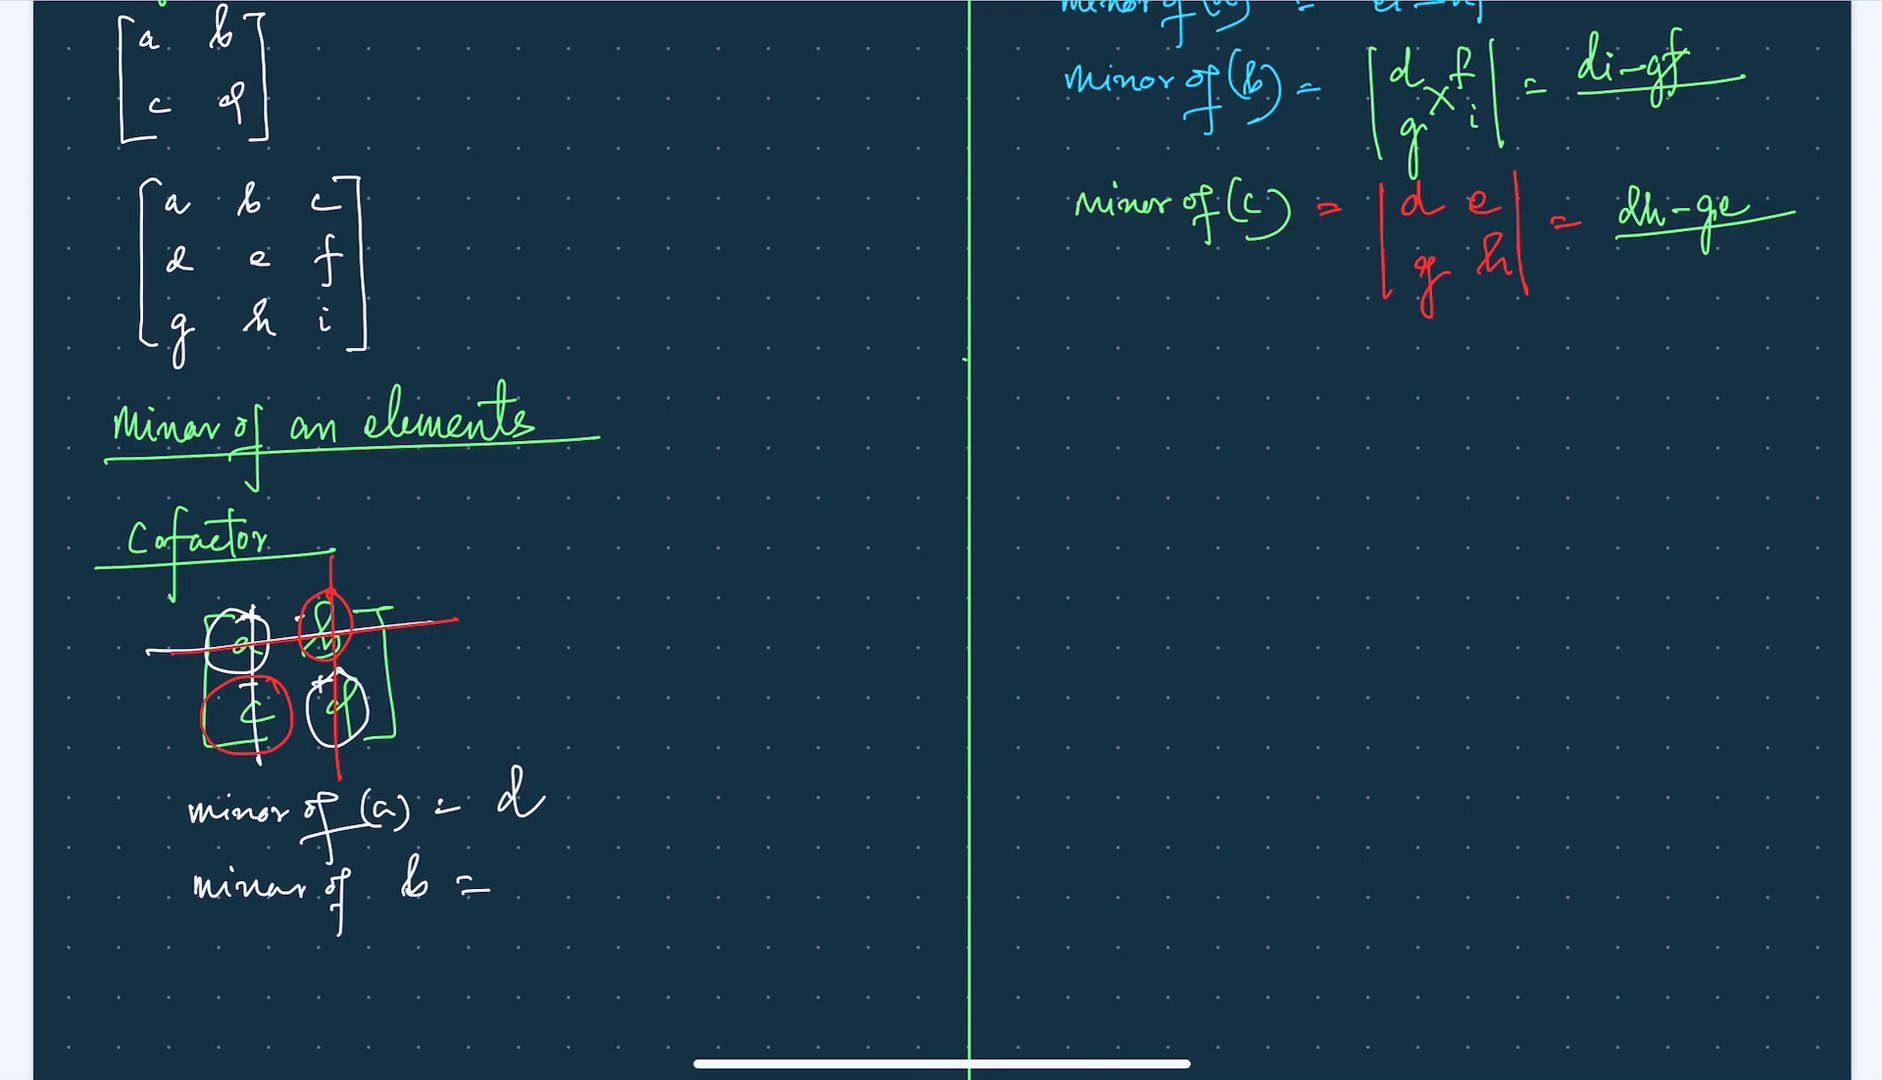 a b
c d
a b c
d e f
g h i
Minor of an elements
Cofactor
a b
c d
minor of (a) = d
minor of b =
minor of (b) = | d f | = di-gf
g i
minor of (c) = | d e | = dh-ge
g h